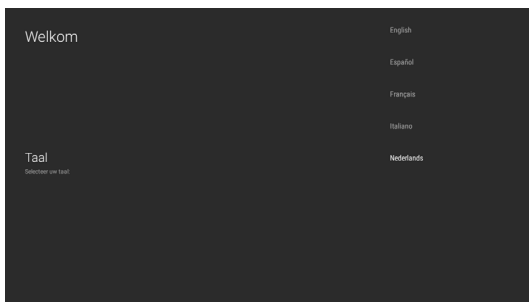 Welkom
Taal
Selecteer uw taal:
English
Español
Français
Italiano
Nederlands